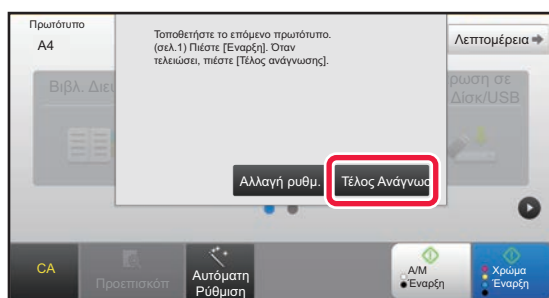 Πρωτότυπο
A4
Τοποθετήστε το επόμενο πρωτότυπο.
(σελ.1) Πιέστε [Έναρξη]. Όταν
τελειώσει, πιέστε [Τέλος ανάγνωσης].
Λεπτομέρεια
Βιβλ. Διευ
ρωση σε
Δίσκ/USB
Αλλαγή ρυθμ.
Τέλος Ανάγνωσ
CA
Προεπισκόπ
Αυτόματη
Ρύθμιση
Α/Μ
Έναρξη
Χρώμα
Έναρξη